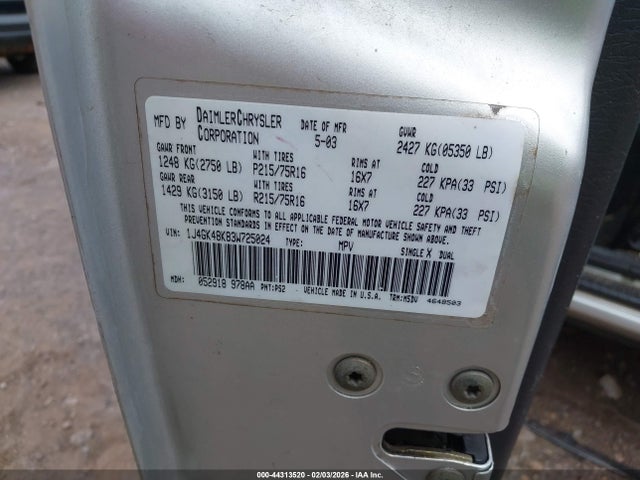 MFD BY DAIMLERCHRYSLER CORPORATION DATE OF MFR 5-03 GVWR 2427 KG(05350 LB)
GAWR FRONT WITH TIRES RIMS AT COLD
1248 KG(2750 LB) P215/75R16 16X7 227 KPA(33 PSI)
GAWR REAR WITH TIRES RIMS AT COLD
1429 KG(3150 LB) R215/75R16 16X7 227 KPA(33 PSI)
THIS VEHICLE CONFORMS TO ALL APPLICABLE FEDERAL MOTOR VEHICLE SAFETY AND THEFT
PREVENTION STANDARDS IN EFFECT ON THE DATE OF MANUFACTURE SHOWN ABOVE.
VIN: 1J4GK48K83W725024 TYPE: MPV SINGLE X DUAL
MDH: 052918 978AA PNT:PS2 VEHICLE MADE IN U.S.A. TRM:MSDV 4648503
000-44313520 - 02/03/2026 - IAA Inc.